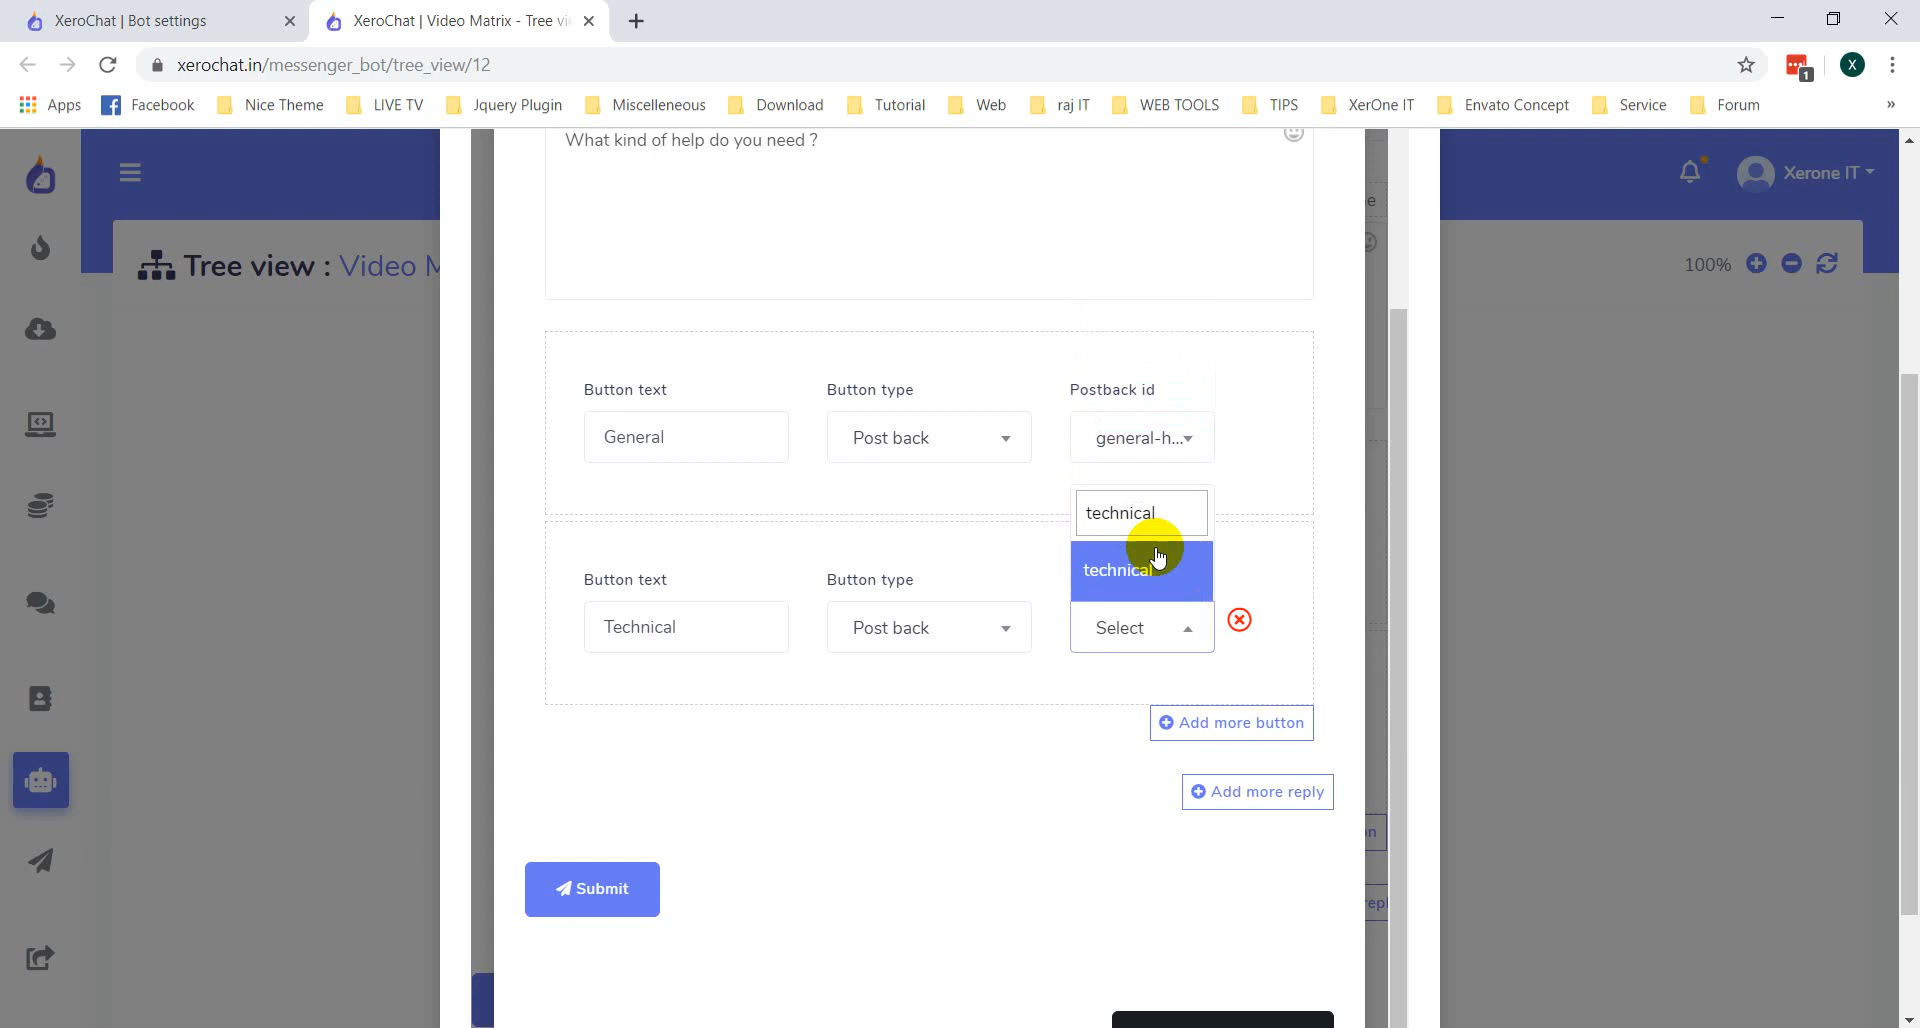 XeroChat | Bot settings
XeroChat | Video Matrix - Tree vi
xerochat.in/messenger_bot/tree_view/12
1
X
Apps Facebook Nice Theme LIVE TV Jquery Plugin Miscelleneous Download Tutorial Web raj IT WEB TOOLS TIPS XerOne IT Envato Concept Service Forum »
What kind of help do you need ?
Xerone IT
Tree view : Video M
100%
e
Button text Button type Postback id
General Post back general-h...
technical
technical
Button text Button type
Technical Post back Select
Add more button
Add more reply
on
repl
Submit